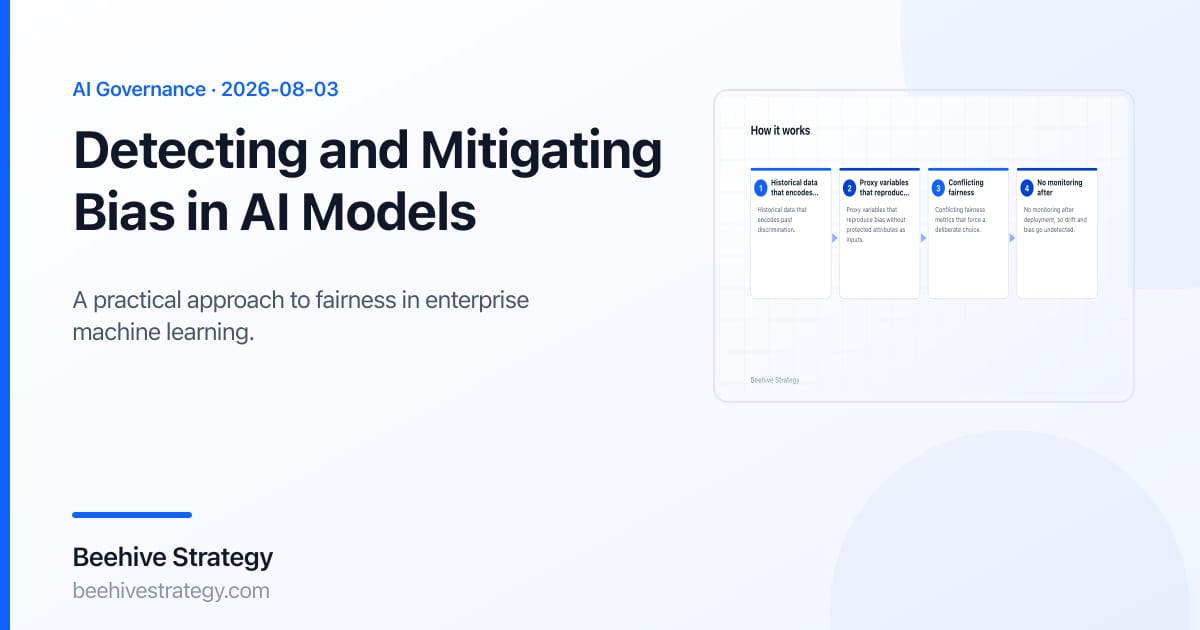 AI Governance · 2026-08-03
Detecting and Mitigating
Bias in AI Models
A practical approach to fairness in enterprise
machine learning.
Beehive Strategy
beehivestrategy.com
How it works
1
Historical data
that encodes...
Historical data that
encodes past
discrimination.
2
Proxy variables
that reproduc...
Proxy variables that
reproduce bias without
protected attributes as
inputs.
3
Conflicting
fairness
Conflicting fairness
metrics that force a
deliberate choice.
4
No monitoring
after
No monitoring after
deployment, so drift and
bias go undetected.
Beehive Strategy